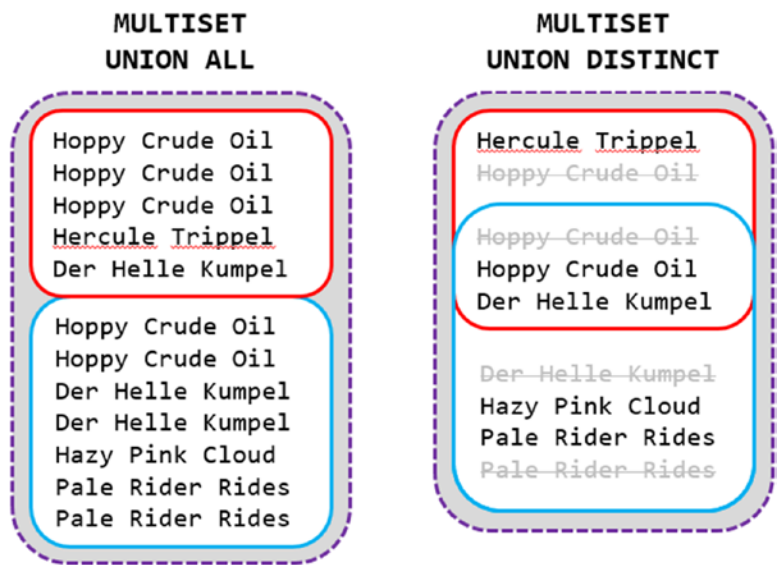 MULTISET
UNION ALL
Hoppy Crude Oil
Hoppy Crude Oil
Hoppy Crude Oil
Hercule Trippel
Der Helle Kumpel
Hoppy Crude Oil
Hoppy Crude Oil
Der Helle Kumpel
Der Helle Kumpel
Hazy Pink Cloud
Pale Rider Rides
Pale Rider Rides
MULTISET
UNION DISTINCT
Hercule Trippel
Hoppy Crude Oil
Hoppy Crude Oil
Hoppy Crude Oil
Der Helle Kumpel
Der Helle Kumpel
Hazy Pink Cloud
Pale Rider Rides
Pale Rider Rides